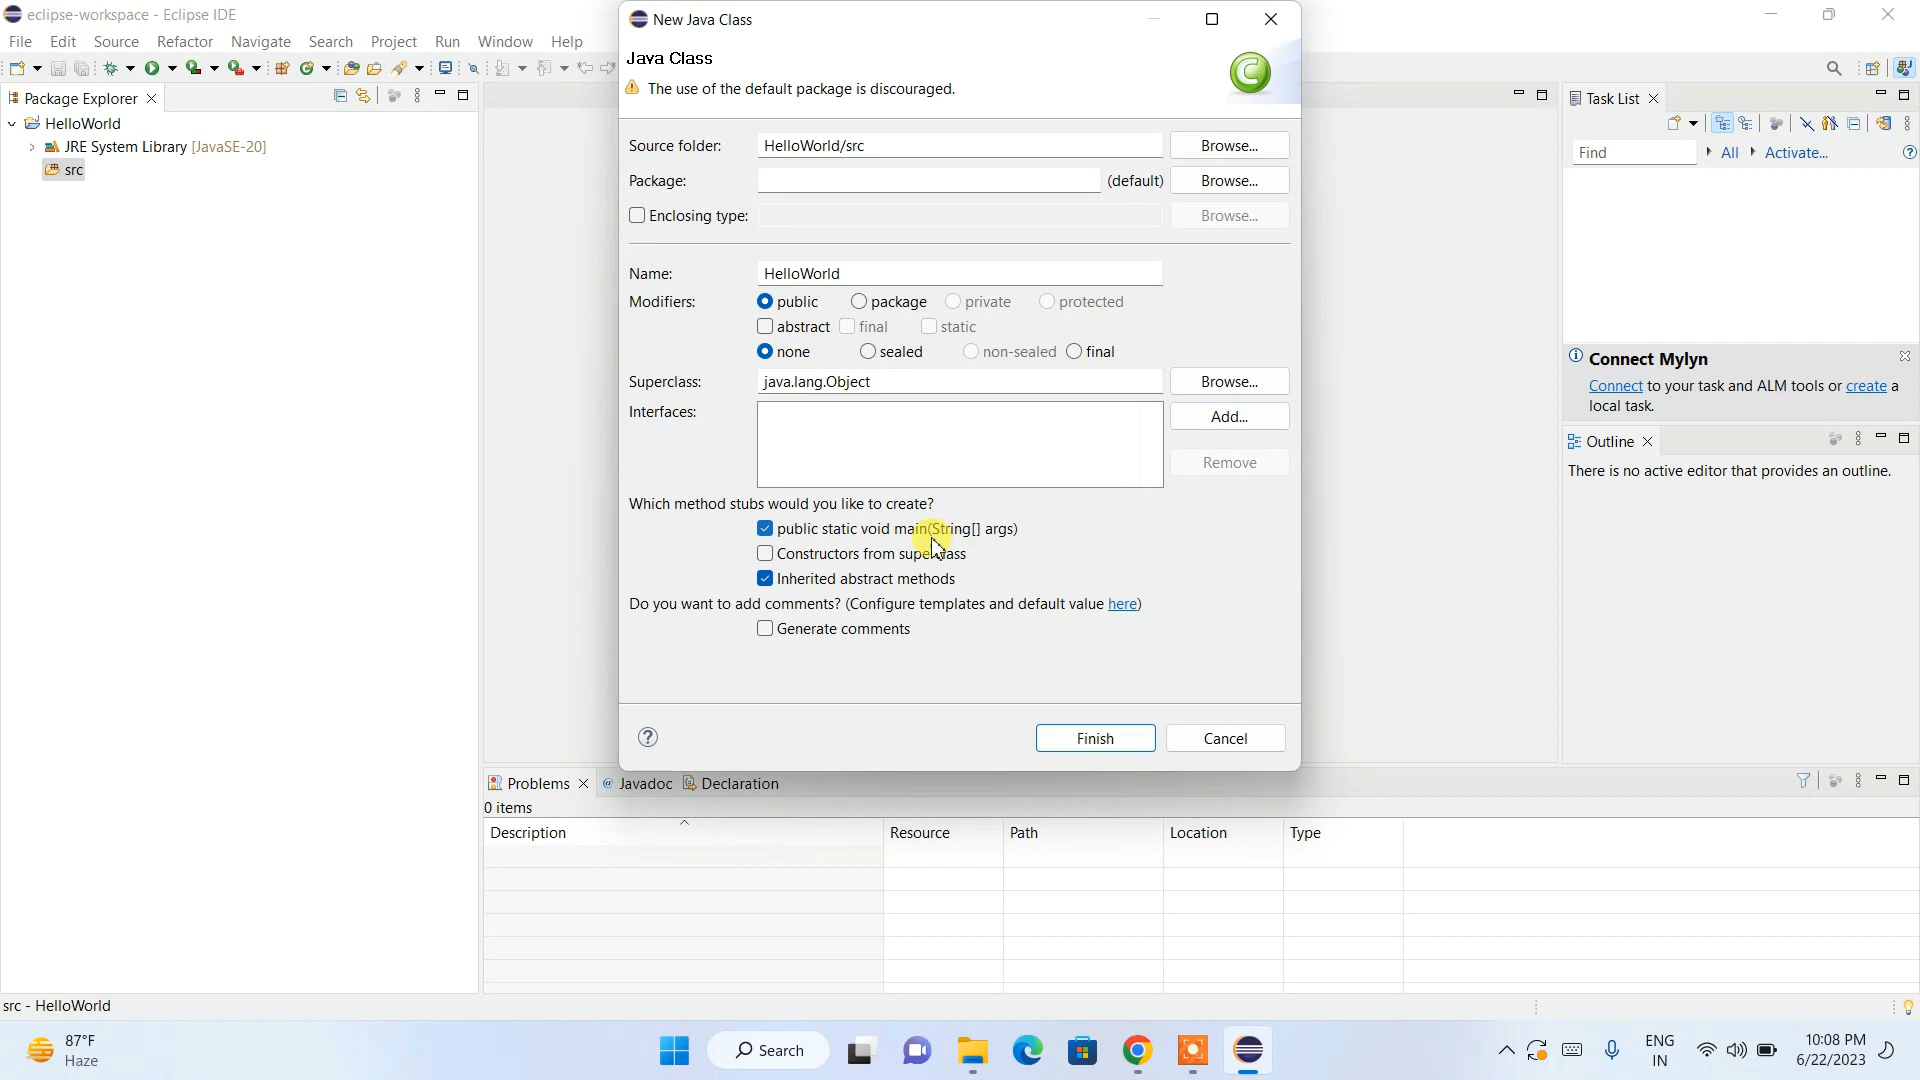 eclipse-workspace - Eclipse IDE
File Edit Source Refactor Navigate Search Project Run Window Help
Package Explorer
HelloWorld
JRE System Library [JavaSE-20]
src
New Java Class
Java Class
The use of the default package is discouraged.
Source folder: HelloWorld/src Browse...
Package: (default) Browse...
Enclosing type: Browse...
Name: HelloWorld
Modifiers: public package private protected
abstract final static
none sealed non-sealed final
Superclass: java.lang.Object Browse...
Interfaces: Add...
Remove
Which method stubs would you like to create?
public static void main(String[] args)
Constructors from superclass
Inherited abstract methods
Do you want to add comments? (Configure templates and default value here)
Generate comments
Finish Cancel
Task List
Find All Activate...
Connect Mylyn
Connect to your task and ALM tools or create a
local task.
Outline
There is no active editor that provides an outline.
Problems @ Javadoc Declaration
0 items
Description Resource Path Location Type
src - HelloWorld
87°F
Haze
Search
ENG
IN
10:08 PM
6/22/2023